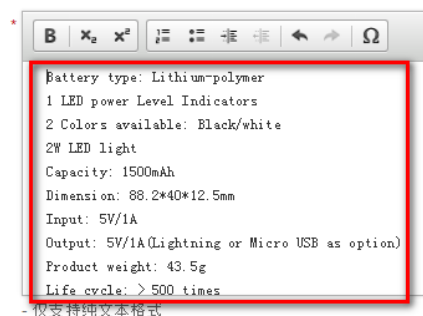 *
B x₂ x² Ω
Battery type: Lithium-polymer
1 LED power Level Indicators
2 Colors available: Black/white
2W LED light
Capacity: 1500mAh
Dimension: 88.2*40*12.5mm
Input: 5V/1A
Output: 5V/1A(Lightning or Micro USB as option)
Product weight: 43.5g
Life cycle: > 500 times
- 仅支持纯文本格式